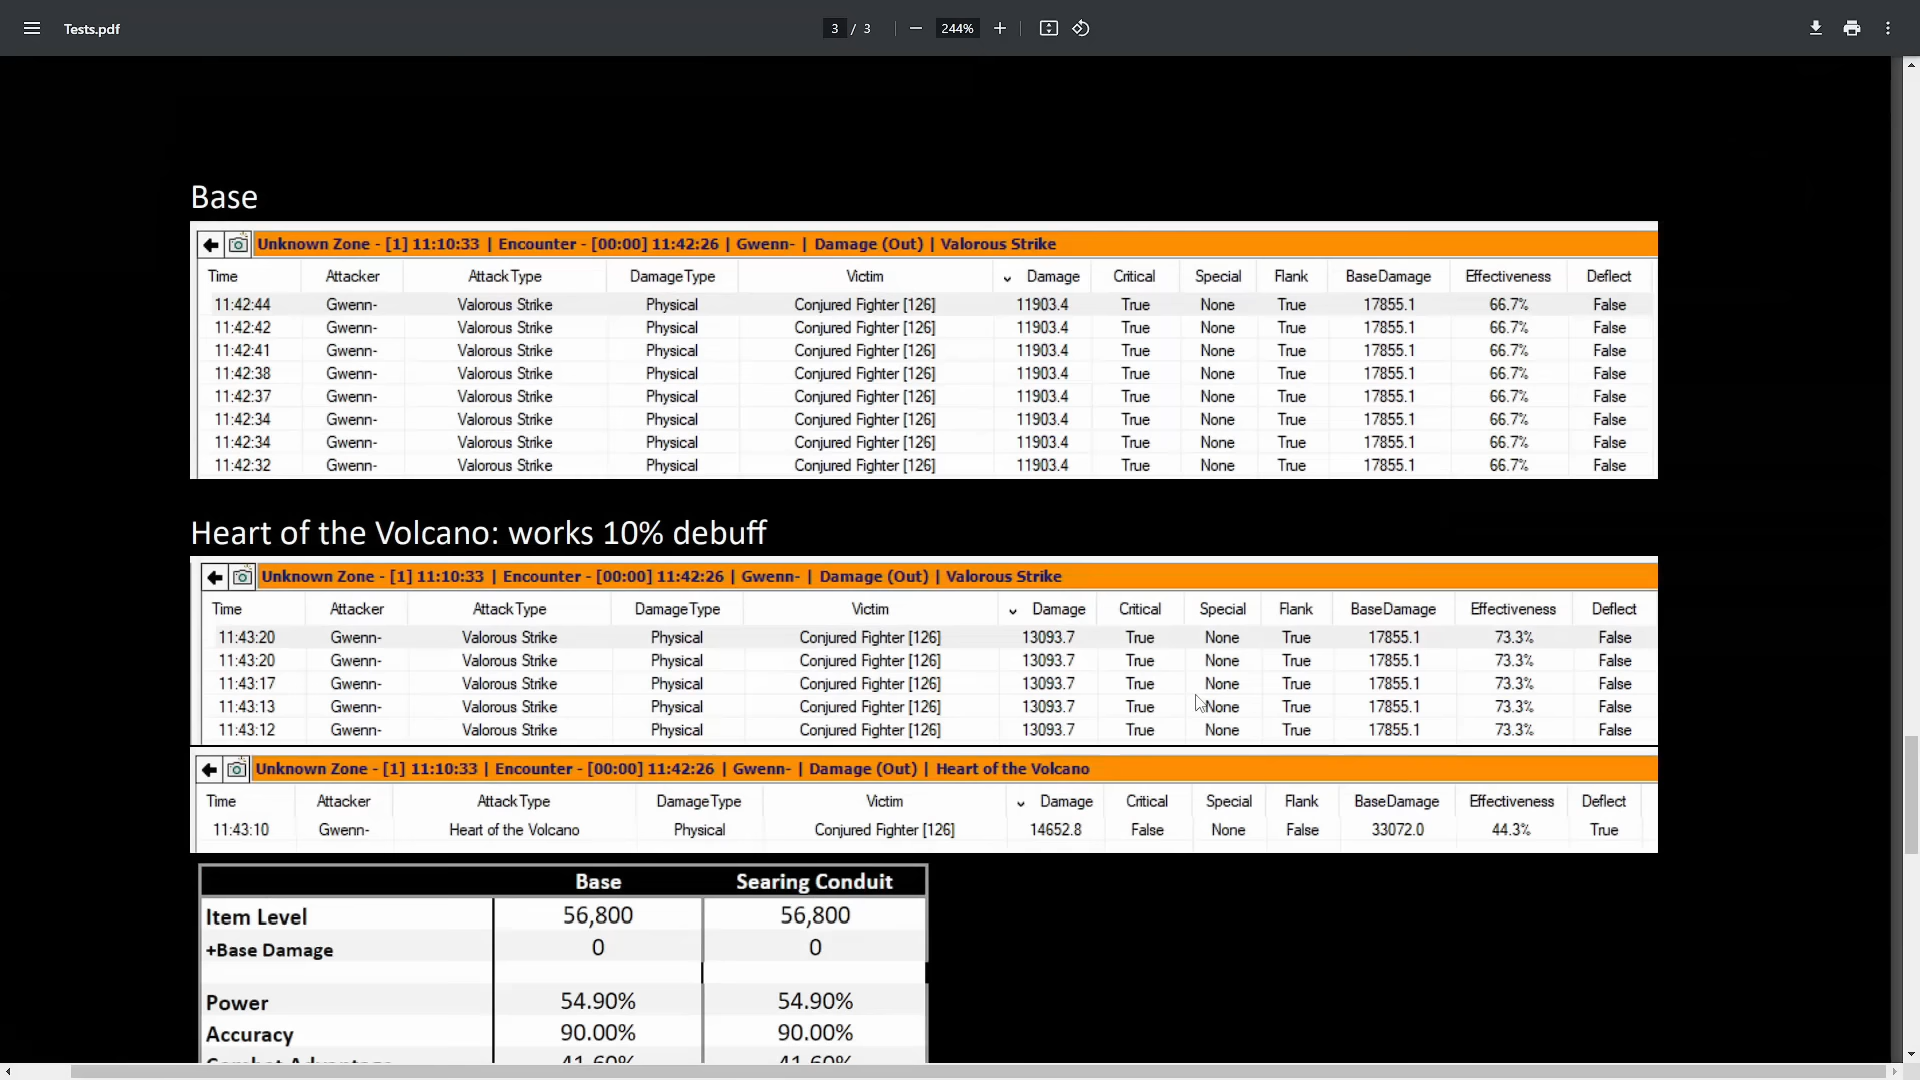 Tests.pdf 3 / 3 244%
Base
Unknown Zone - [1] 11:10:33 | Encounter - [00:00] 11:42:26 | Gwenn- | Damage (Out) | Valorous Strike
Time Attacker AttackType DamageType Victim Damage Critical Special Flank BaseDamage Effectiveness Deflect
11:42:44 Gwenn- Valorous Strike Physical Conjured Fighter [126] 11903.4 True None True 17855.1 66.7% False
11:42:42 Gwenn- Valorous Strike Physical Conjured Fighter [126] 11903.4 True None True 17855.1 66.7% False
11:42:41 Gwenn- Valorous Strike Physical Conjured Fighter [126] 11903.4 True None True 17855.1 66.7% False
11:42:38 Gwenn- Valorous Strike Physical Conjured Fighter [126] 11903.4 True None True 17855.1 66.7% False
11:42:37 Gwenn- Valorous Strike Physical Conjured Fighter [126] 11903.4 True None True 17855.1 66.7% False
11:42:34 Gwenn- Valorous Strike Physical Conjured Fighter [126] 11903.4 True None True 17855.1 66.7% False
11:42:34 Gwenn- Valorous Strike Physical Conjured Fighter [126] 11903.4 True None True 17855.1 66.7% False
11:42:32 Gwenn- Valorous Strike Physical Conjured Fighter [126] 11903.4 True None True 17855.1 66.7% False
Heart of the Volcano: works 10% debuff
Unknown Zone - [1] 11:10:33 | Encounter - [00:00] 11:42:26 | Gwenn- | Damage (Out) | Valorous Strike
Time Attacker AttackType DamageType Victim Damage Critical Special Flank BaseDamage Effectiveness Deflect
11:43:20 Gwenn- Valorous Strike Physical Conjured Fighter [126] 13093.7 True None True 17855.1 73.3% False
11:43:20 Gwenn- Valorous Strike Physical Conjured Fighter [126] 13093.7 True None True 17855.1 73.3% False
11:43:17 Gwenn- Valorous Strike Physical Conjured Fighter [126] 13093.7 True None True 17855.1 73.3% False
11:43:13 Gwenn- Valorous Strike Physical Conjured Fighter [126] 13093.7 True None True 17855.1 73.3% False
11:43:12 Gwenn- Valorous Strike Physical Conjured Fighter [126] 13093.7 True None True 17855.1 73.3% False
Unknown Zone - [1] 11:10:33 | Encounter - [00:00] 11:42:26 | Gwenn- | Damage (Out) | Heart of the Volcano
Time Attacker AttackType DamageType Victim Damage Critical Special Flank BaseDamage Effectiveness Deflect
11:43:10 Gwenn- Heart of the Volcano Physical Conjured Fighter [126] 14652.8 False None False 33072.0 44.3% True
Base Searing Conduit
Item Level 56,800 56,800
+Base Damage 0 0
Power 54.90% 54.90%
Accuracy 90.00% 90.00%
Combat Advantage 41.60% 41.60%